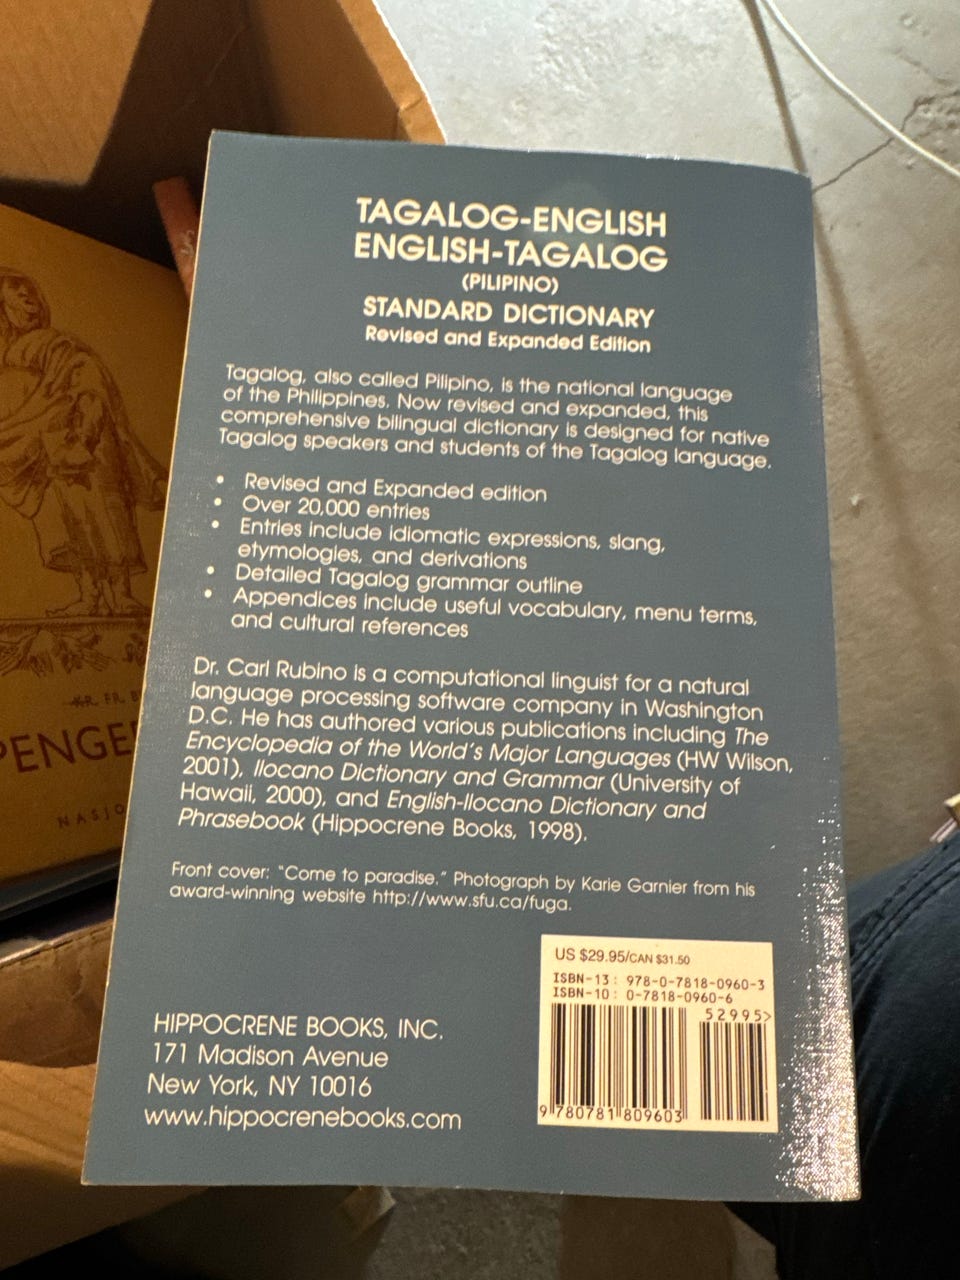 TAGALOG-ENGLISH
ENGLISH-TAGALOG
(PILIPINO)
STANDARD DICTIONARY
Revised and Expanded Edition
Tagalog, also called Pilipino, is the national language
of the Philippines. Now revised and expanded, this
comprehensive bilingual dictionary is designed for native
Tagalog speakers and students of the Tagalog language.
• Revised and Expanded edition
• Over 20,000 entries
• Entries include idiomatic expressions, slang,
etymologies, and derivations
• Detailed Tagalog grammar outline
• Appendices include useful vocabulary, menu terms,
and cultural references
Dr. Carl Rubino is a computational linguist for a natural
language processing software company in Washington
D.C. He has authored various publications including The
Encyclopedia of the World's Major Languages (HW Wilson,
2001), Ilocano Dictionary and Grammar (University of
Hawaii, 2000), and English-Ilocano Dictionary and
Phrasebook (Hippocrene Books, 1998).
Front cover: "Come to paradise." Photograph by Karie Garnier from his
award-winning website http://www.sfu.ca/fuga.
US $29.95/CAN $31.50
ISBN-13: 978-0-7818-0960-3
ISBN-10: 0-7818-0960-6
52995>
9 780781 809603
HIPPOCRENE BOOKS, INC.
171 Madison Avenue
New York, NY 10016
www.hippocrenebooks.com
KR. FR. B
PENGE
NASJO